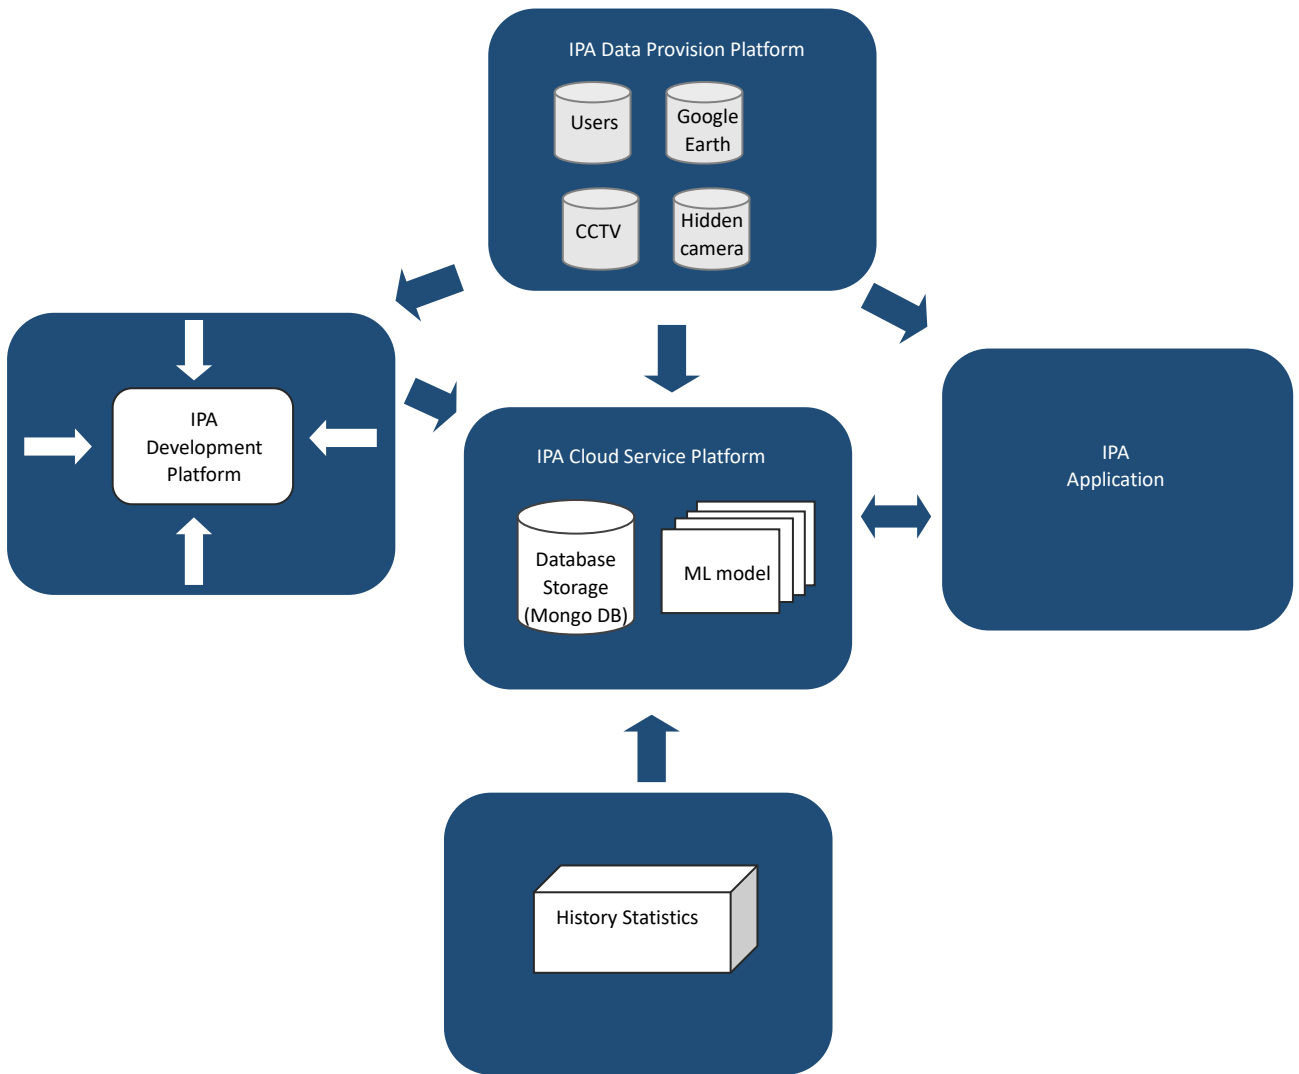 IPA Data Provision Platform
Users
Google
Earth
CCTV
Hidden
camera
IPA
Development
Platform
IPA Cloud Service Platform
Database
Storage
(Mongo DB)
ML model
IPA
Application
History Statistics